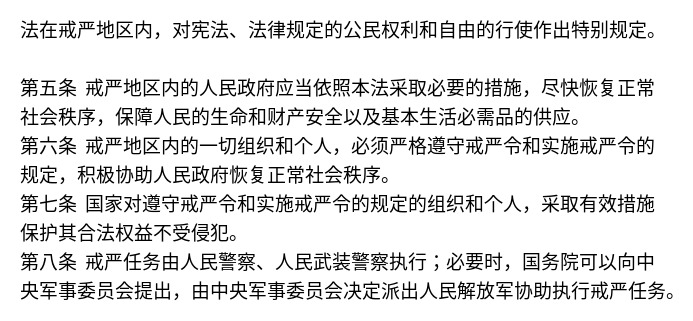 法在戒严地区内，对宪法、法律规定的公民权利和自由的行使作出特别规定。
第五条 戒严地区内的人民政府应当依照本法采取必要的措施，尽快恢复正常
社会秩序，保障人民的生命和财产安全以及基本生活必需品的供应。
第六条 戒严地区内的一切组织和个人，必须严格遵守戒严令和实施戒严令的
规定，积极协助人民政府恢复正常社会秩序。
第七条 国家对遵守戒严令和实施戒严令的规定的组织和个人，采取有效措施
保护其合法权益不受侵犯。
第八条 戒严任务由人民警察、人民武装警察执行；必要时，国务院可以向中
央军事委员会提出，由中央军事委员会决定派出人民解放军协助执行戒严任务。